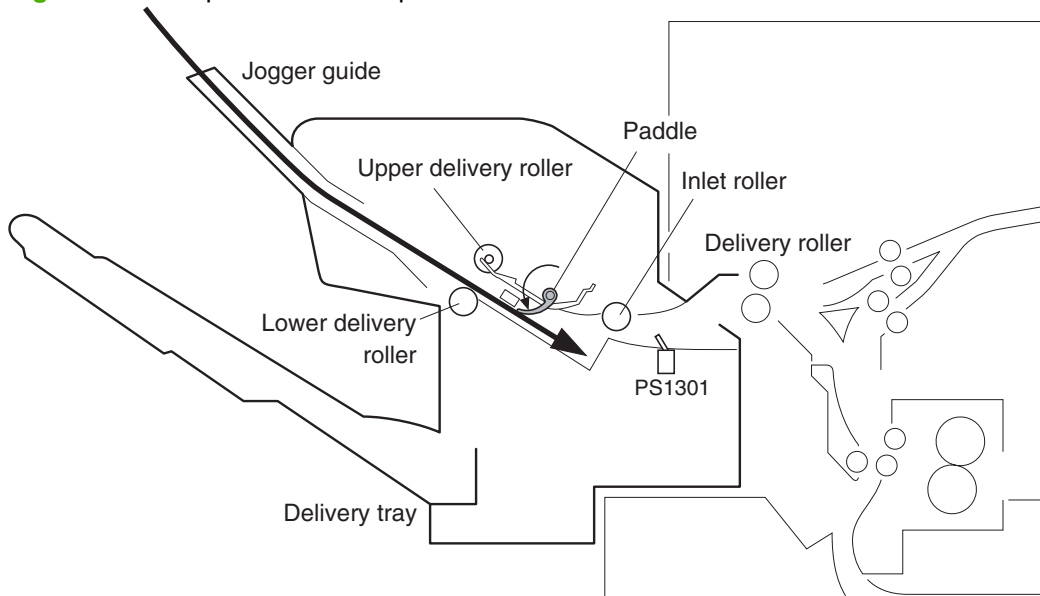 Jogger guide
Paddle
Upper delivery roller
Inlet roller
Delivery roller
Lower delivery
roller
PS1301
Delivery tray